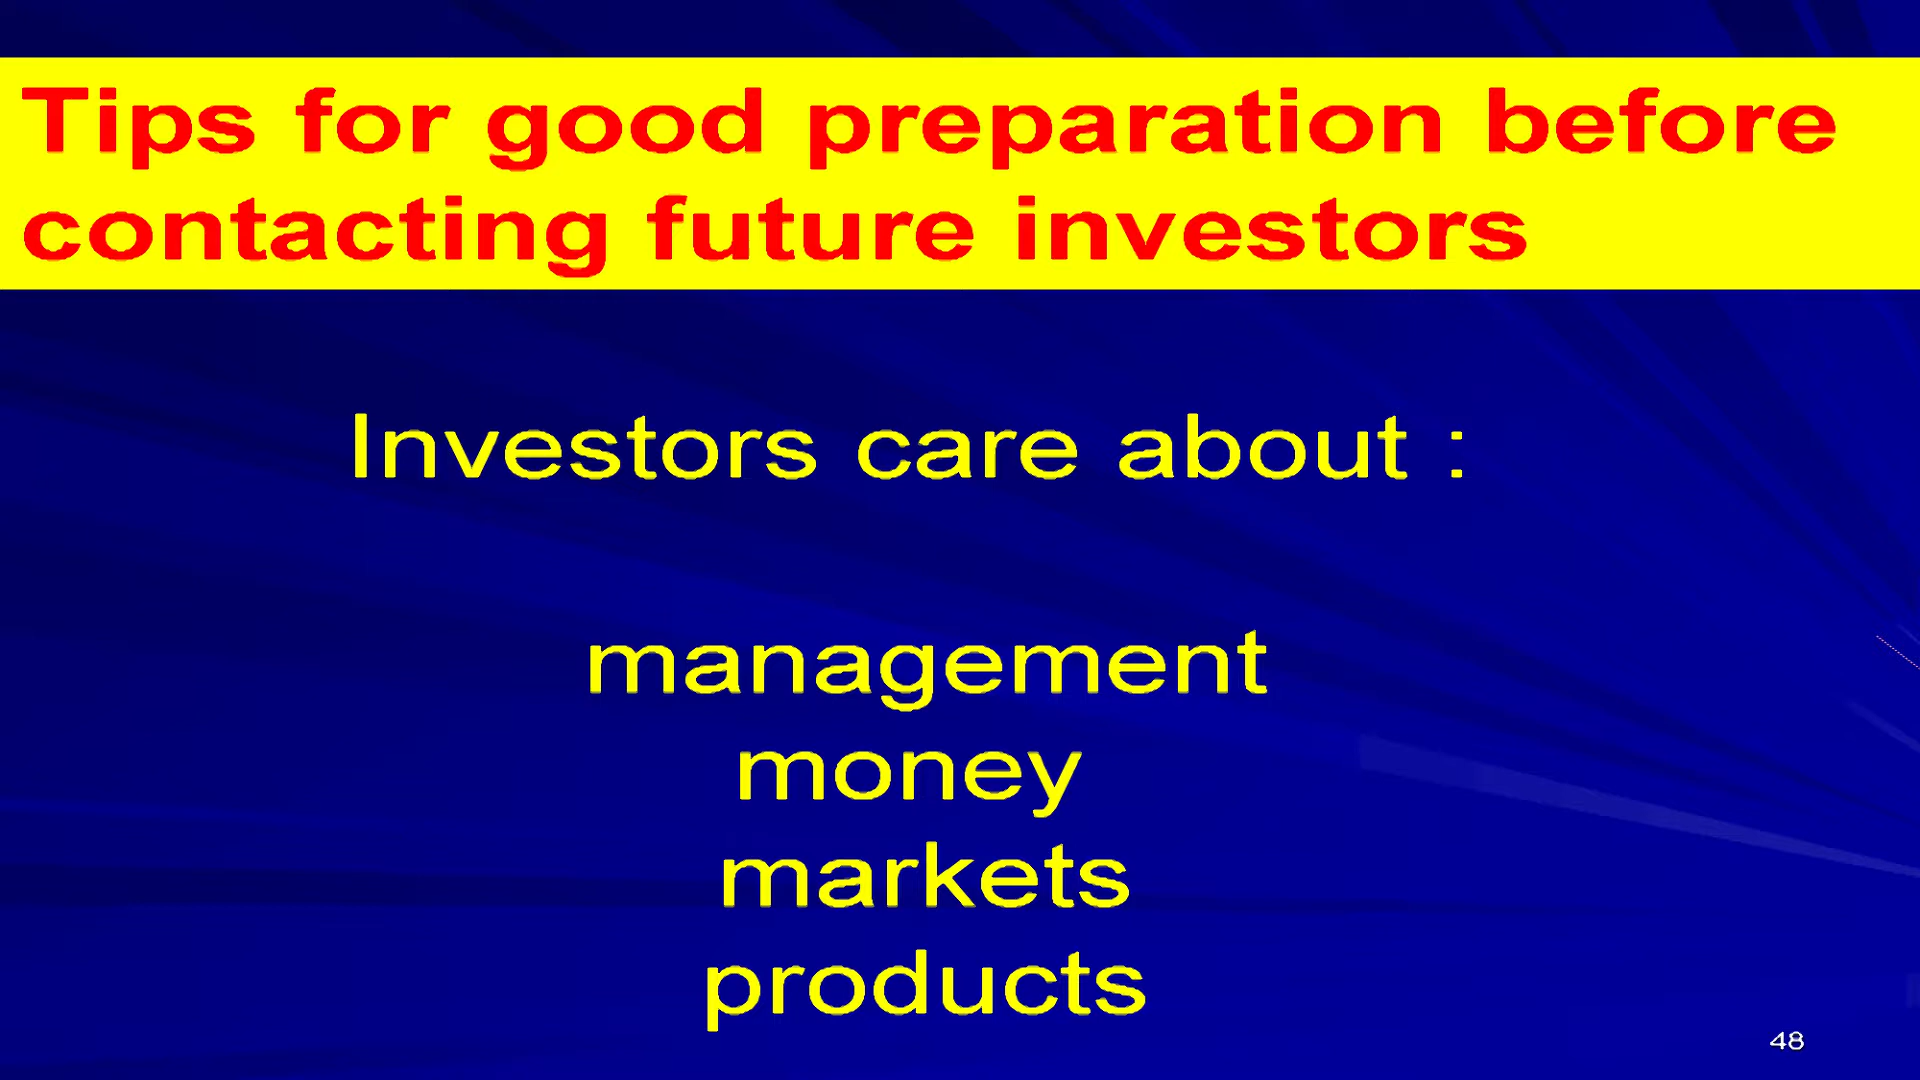 Tips for good preparation before
contacting future investors
Investors care about :
management
money
markets
products
48